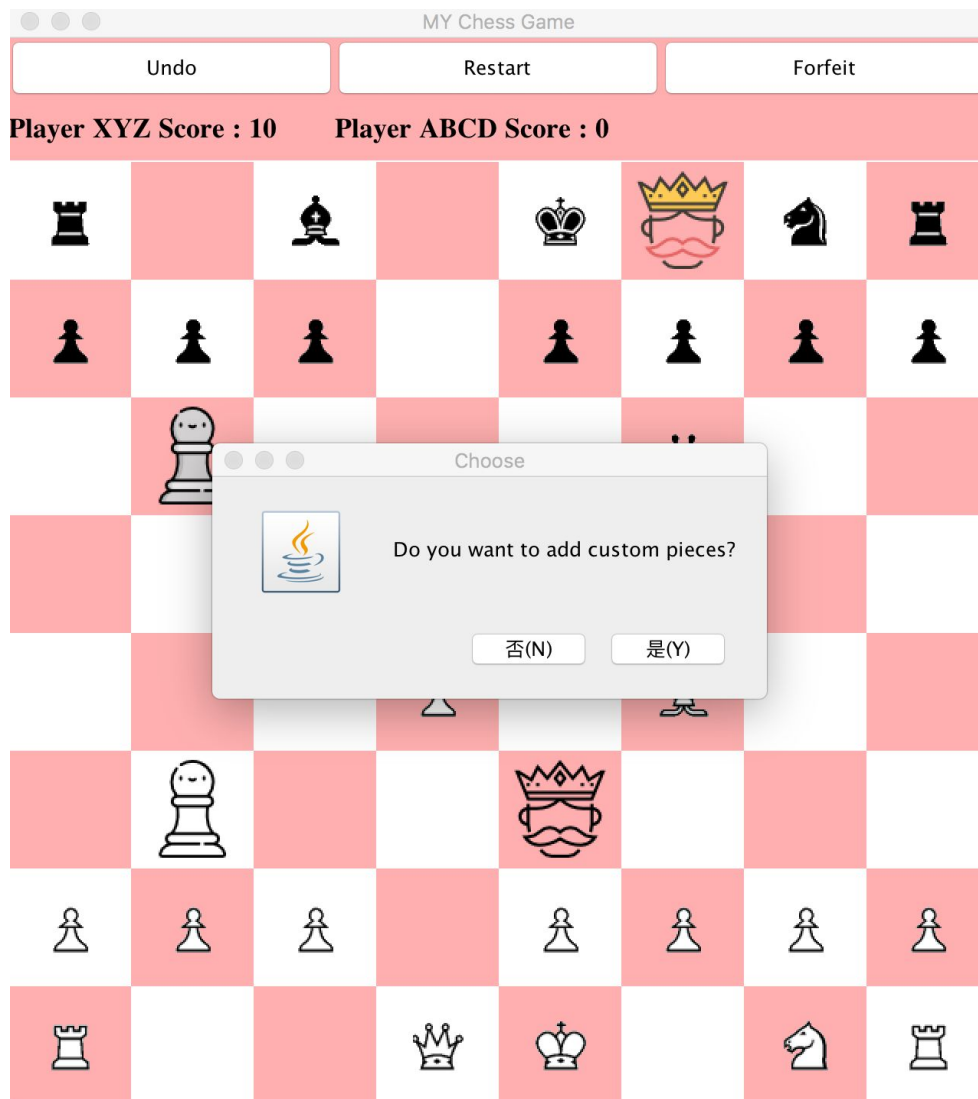 MY Chess Game
Undo Restart Forfeit
Player XYZ Score : 10 Player ABCD Score : 0
Choose
Do you want to add custom pieces?
否(N) 是(Y)